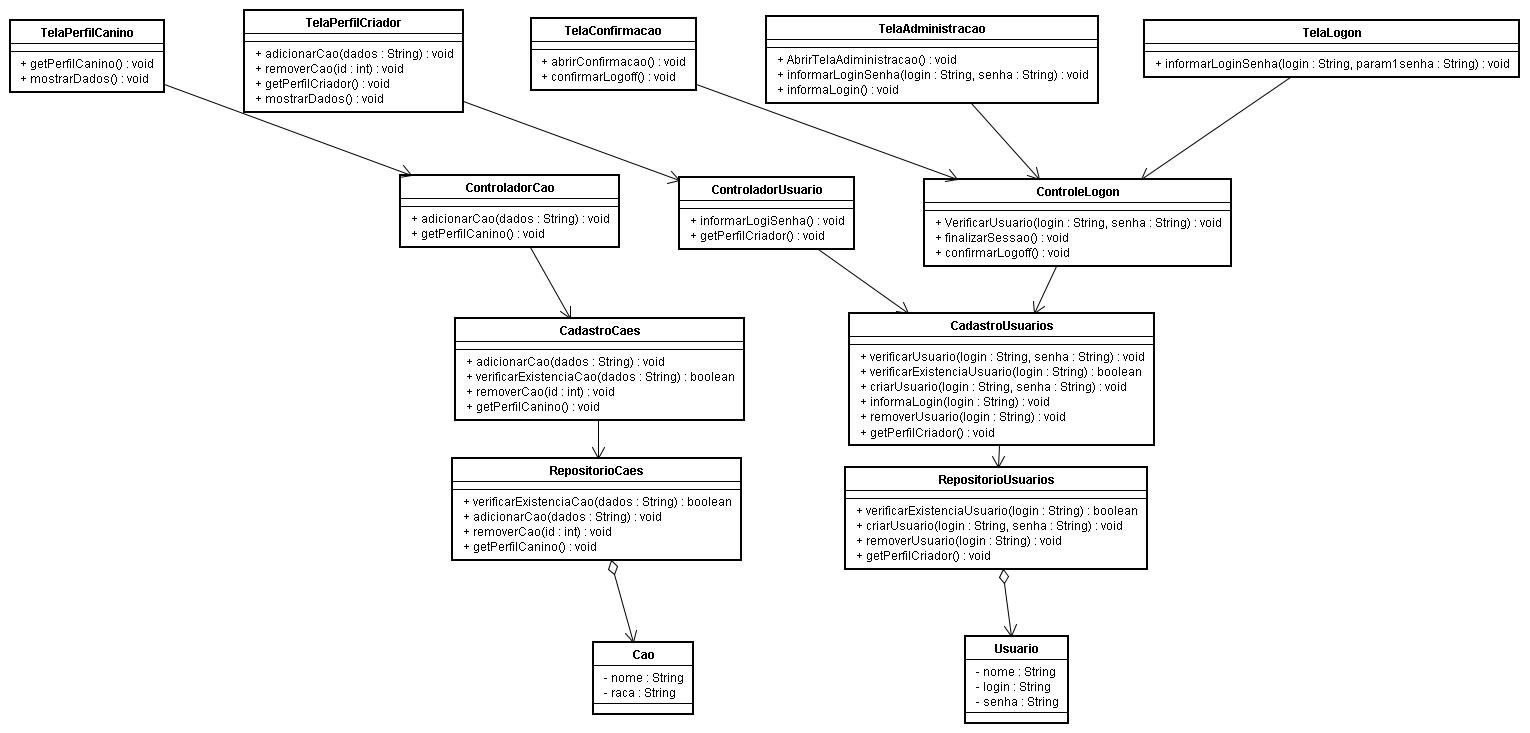 TelaPerfilCanino
+ getPerfilCanino() : void
+ mostrarDados() : void
TelaPerfilCriador
+ adicionarCao(dados : String) : void
+ removerCao(id : int) : void
+ getPerfilCriador() : void
+ mostrarDados() : void
TelaConfirmacao
+ abrirConfirmacao() : void
+ confirmarLogoff() : void
TelaAdministracao
+ AbrirTelaAdiministracao() : void
+ informarLoginSenha(login : String, senha : String) : void
+ informaLogin() : void
TelaLogon
+ informarLoginSenha(login : String, param1senha : String) : void
ControladorCao
+ adicionarCao(dados : String) : void
+ getPerfilCanino() : void
ControladorUsuario
+ informarLogiSenha() : void
+ getPerfilCriador() : void
ControleLogon
+ VerificarUsuario(login : String, senha : String) : void
+ finalizarSessao() : void
+ confirmarLogoff() : void
CadastroCaes
+ adicionarCao(dados : String) : void
+ verificarExistenciaCao(dados : String) : boolean
+ removerCao(id : int) : void
+ getPerfilCanino() : void
CadastroUsuarios
+ verificarUsuario(login : String, senha : String) : void
+ verificarExistenciaUsuario(login : String) : boolean
+ criarUsuario(login : String, senha : String) : void
+ informaLogin(login : String) : void
+ removerUsuario(login : String) : void
+ getPerfilCriador() : void
RepositorioCaes
+ verificarExistenciaCao(dados : String) : boolean
+ adicionarCao(dados : String) : void
+ removerCao(id : int) : void
+ getPerfilCanino() : void
RepositorioUsuarios
+ verificarExistenciaUsuario(login : String) : boolean
+ criarUsuario(login : String, senha : String) : void
+ removerUsuario(login : String) : void
+ getPerfilCriador() : void
Cao
- nome : String
- raca : String
Usuario
- nome : String
- login : String
- senha : String